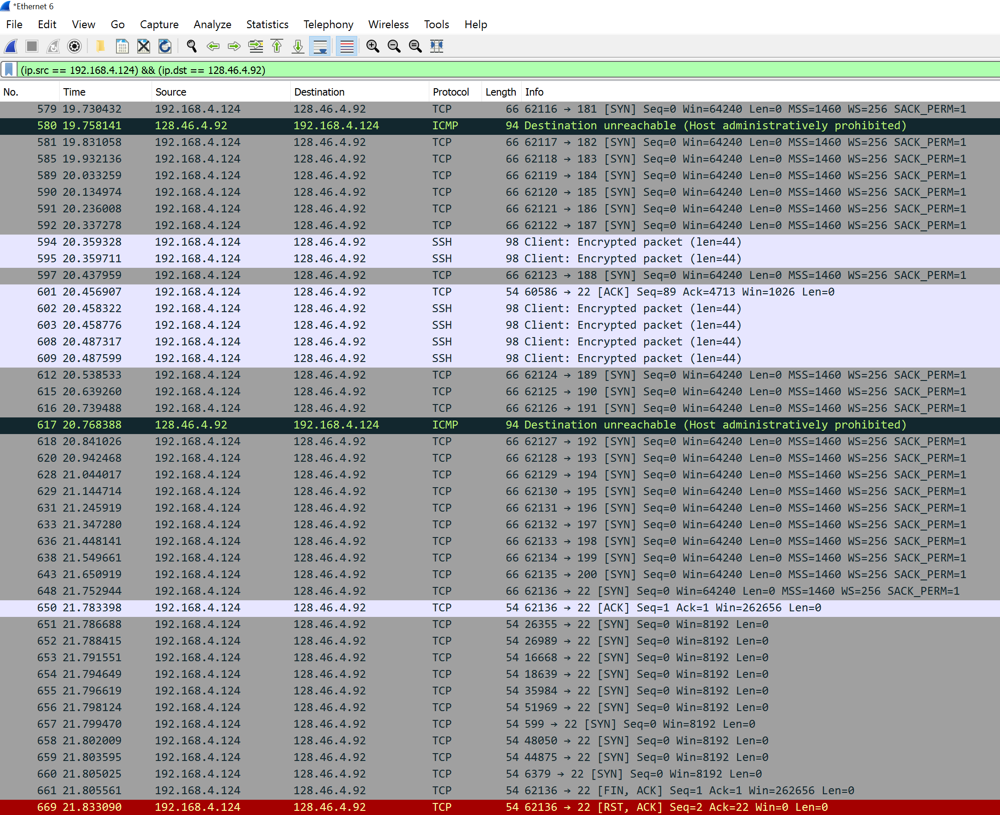 *Ethernet 6
File Edit View Go Capture Analyze Statistics Telephony Wireless Tools Help
(ip.src == 192.168.4.124) && (ip.dst == 128.46.4.92)
No. Time Source Destination Protocol Length Info
579 19.730432 192.168.4.124 128.46.4.92 TCP 66 62116 → 181 [SYN] Seq=0 Win=64240 Len=0 MSS=1460 WS=256 SACK_PERM=1
580 19.758141 128.46.4.92 192.168.4.124 ICMP 94 Destination unreachable (Host administratively prohibited)
581 19.831058 192.168.4.124 128.46.4.92 TCP 66 62117 → 182 [SYN] Seq=0 Win=64240 Len=0 MSS=1460 WS=256 SACK_PERM=1
585 19.932136 192.168.4.124 128.46.4.92 TCP 66 62118 → 183 [SYN] Seq=0 Win=64240 Len=0 MSS=1460 WS=256 SACK_PERM=1
589 20.033259 192.168.4.124 128.46.4.92 TCP 66 62119 → 184 [SYN] Seq=0 Win=64240 Len=0 MSS=1460 WS=256 SACK_PERM=1
590 20.134974 192.168.4.124 128.46.4.92 TCP 66 62120 → 185 [SYN] Seq=0 Win=64240 Len=0 MSS=1460 WS=256 SACK_PERM=1
591 20.236008 192.168.4.124 128.46.4.92 TCP 66 62121 → 186 [SYN] Seq=0 Win=64240 Len=0 MSS=1460 WS=256 SACK_PERM=1
592 20.337278 192.168.4.124 128.46.4.92 TCP 66 62122 → 187 [SYN] Seq=0 Win=64240 Len=0 MSS=1460 WS=256 SACK_PERM=1
594 20.359328 192.168.4.124 128.46.4.92 SSH 98 Client: Encrypted packet (len=44)
595 20.359711 192.168.4.124 128.46.4.92 SSH 98 Client: Encrypted packet (len=44)
597 20.437959 192.168.4.124 128.46.4.92 TCP 66 62123 → 188 [SYN] Seq=0 Win=64240 Len=0 MSS=1460 WS=256 SACK_PERM=1
601 20.456907 192.168.4.124 128.46.4.92 TCP 54 60586 → 22 [ACK] Seq=89 Ack=4713 Win=1026 Len=0
602 20.458322 192.168.4.124 128.46.4.92 SSH 98 Client: Encrypted packet (len=44)
603 20.458776 192.168.4.124 128.46.4.92 SSH 98 Client: Encrypted packet (len=44)
608 20.487317 192.168.4.124 128.46.4.92 SSH 98 Client: Encrypted packet (len=44)
609 20.487599 192.168.4.124 128.46.4.92 SSH 98 Client: Encrypted packet (len=44)
612 20.538533 192.168.4.124 128.46.4.92 TCP 66 62124 → 189 [SYN] Seq=0 Win=64240 Len=0 MSS=1460 WS=256 SACK_PERM=1
615 20.639260 192.168.4.124 128.46.4.92 TCP 66 62125 → 190 [SYN] Seq=0 Win=64240 Len=0 MSS=1460 WS=256 SACK_PERM=1
616 20.739488 192.168.4.124 128.46.4.92 TCP 66 62126 → 191 [SYN] Seq=0 Win=64240 Len=0 MSS=1460 WS=256 SACK_PERM=1
617 20.768388 128.46.4.92 192.168.4.124 ICMP 94 Destination unreachable (Host administratively prohibited)
618 20.841026 192.168.4.124 128.46.4.92 TCP 66 62127 → 192 [SYN] Seq=0 Win=64240 Len=0 MSS=1460 WS=256 SACK_PERM=1
620 20.942468 192.168.4.124 128.46.4.92 TCP 66 62128 → 193 [SYN] Seq=0 Win=64240 Len=0 MSS=1460 WS=256 SACK_PERM=1
628 21.044017 192.168.4.124 128.46.4.92 TCP 66 62129 → 194 [SYN] Seq=0 Win=64240 Len=0 MSS=1460 WS=256 SACK_PERM=1
629 21.144714 192.168.4.124 128.46.4.92 TCP 66 62130 → 195 [SYN] Seq=0 Win=64240 Len=0 MSS=1460 WS=256 SACK_PERM=1
631 21.245919 192.168.4.124 128.46.4.92 TCP 66 62131 → 196 [SYN] Seq=0 Win=64240 Len=0 MSS=1460 WS=256 SACK_PERM=1
633 21.347280 192.168.4.124 128.46.4.92 TCP 66 62132 → 197 [SYN] Seq=0 Win=64240 Len=0 MSS=1460 WS=256 SACK_PERM=1
636 21.448141 192.168.4.124 128.46.4.92 TCP 66 62133 → 198 [SYN] Seq=0 Win=64240 Len=0 MSS=1460 WS=256 SACK_PERM=1
638 21.549661 192.168.4.124 128.46.4.92 TCP 66 62134 → 199 [SYN] Seq=0 Win=64240 Len=0 MSS=1460 WS=256 SACK_PERM=1
643 21.650919 192.168.4.124 128.46.4.92 TCP 66 62135 → 200 [SYN] Seq=0 Win=64240 Len=0 MSS=1460 WS=256 SACK_PERM=1
648 21.752944 192.168.4.124 128.46.4.92 TCP 66 62136 → 22 [SYN] Seq=0 Win=64240 Len=0 MSS=1460 WS=256 SACK_PERM=1
650 21.783398 192.168.4.124 128.46.4.92 TCP 54 62136 → 22 [ACK] Seq=1 Ack=1 Win=262656 Len=0
651 21.786688 192.168.4.124 128.46.4.92 TCP 54 26355 → 22 [SYN] Seq=0 Win=8192 Len=0
652 21.788415 192.168.4.124 128.46.4.92 TCP 54 26989 → 22 [SYN] Seq=0 Win=8192 Len=0
653 21.791551 192.168.4.124 128.46.4.92 TCP 54 16668 → 22 [SYN] Seq=0 Win=8192 Len=0
654 21.794649 192.168.4.124 128.46.4.92 TCP 54 18639 → 22 [SYN] Seq=0 Win=8192 Len=0
655 21.796619 192.168.4.124 128.46.4.92 TCP 54 35984 → 22 [SYN] Seq=0 Win=8192 Len=0
656 21.798124 192.168.4.124 128.46.4.92 TCP 54 51969 → 22 [SYN] Seq=0 Win=8192 Len=0
657 21.799470 192.168.4.124 128.46.4.92 TCP 54 599 → 22 [SYN] Seq=0 Win=8192 Len=0
658 21.802009 192.168.4.124 128.46.4.92 TCP 54 48050 → 22 [SYN] Seq=0 Win=8192 Len=0
659 21.803595 192.168.4.124 128.46.4.92 TCP 54 44875 → 22 [SYN] Seq=0 Win=8192 Len=0
660 21.805025 192.168.4.124 128.46.4.92 TCP 54 6379 → 22 [SYN] Seq=0 Win=8192 Len=0
661 21.805561 192.168.4.124 128.46.4.92 TCP 54 62136 → 22 [FIN, ACK] Seq=1 Ack=1 Win=262656 Len=0
669 21.833090 192.168.4.124 128.46.4.92 TCP 54 62136 → 22 [RST, ACK] Seq=2 Ack=22 Win=0 Len=0